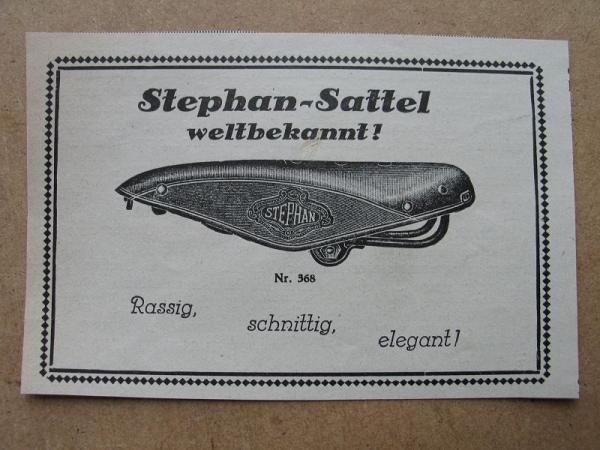 Stephan-Sattel
weltbekannt!
STEPHAN
Nr. 368
Rassig,
schnittig,
elegant!